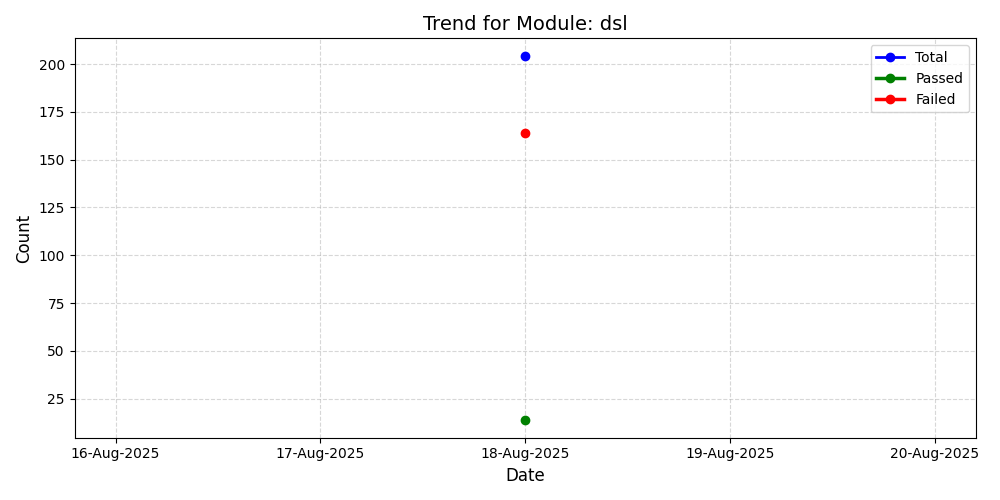 Trend for Module: dsl
Total
Passed
Failed
200
175
150
125
100
75
50
25
Count
16-Aug-2025
17-Aug-2025
18-Aug-2025
19-Aug-2025
20-Aug-2025
Date